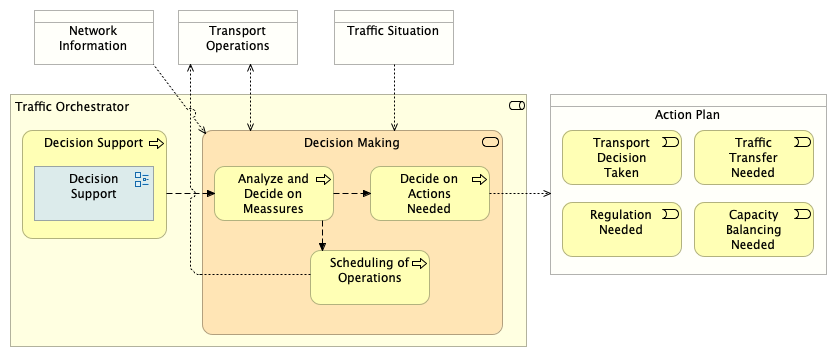 Network
Information
Transport
Operations
Traffic Situation
Traffic Orchestrator
Decision Support
Decision
Support
Decision Making
Analyze and
Decide on
Meassures
Decide on
Actions
Needed
Scheduling of
Operations
Action Plan
Transport
Decision
Taken
Traffic
Transfer
Needed
Regulation
Needed
Capacity
Balancing
Needed